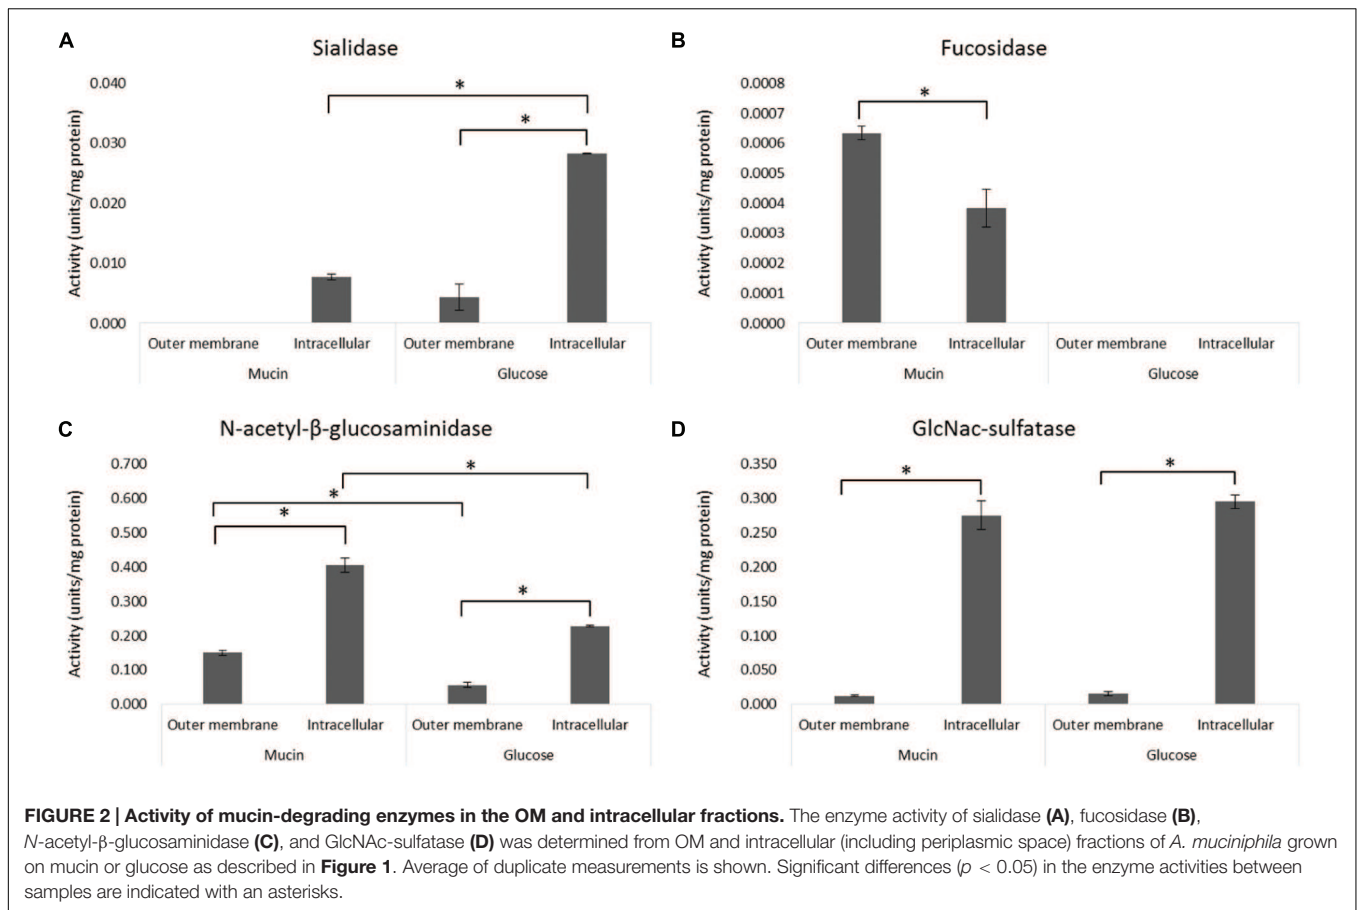 A
Sialidase
Activity (units/mg protein)
0.040
0.030
0.020
0.010
0.000
*
*
Outer membrane Intracellular Outer membrane Intracellular
Mucin Glucose
B
Fucosidase
Activity (units/mg protein)
0.0008
0.0007
0.0006
0.0005
0.0004
0.0003
0.0002
0.0001
0.0000
*
Outer membrane Intracellular Outer membrane Intracellular
Mucin Glucose
C
N-acetyl-β-glucosaminidase
Activity (units/mg protein)
0.700
0.600
0.500
0.400
0.300
0.200
0.100
0.000
*
*
*
*
Outer membrane Intracellular Outer membrane Intracellular
Mucin Glucose
D
GlcNac-sulfatase
Activity (units/mg protein)
0.350
0.300
0.250
0.200
0.150
0.100
0.050
0.000
*
*
Outer membrane Intracellular Outer membrane Intracellular
Mucin Glucose
FIGURE 2 | Activity of mucin-degrading enzymes in the OM and intracellular fractions. The enzyme activity of sialidase (A), fucosidase (B),
N-acetyl-β-glucosaminidase (C), and GlcNAc-sulfatase (D) was determined from OM and intracellular (including periplasmic space) fractions of A. muciniphila grown
on mucin or glucose as described in Figure 1. Average of duplicate measurements is shown. Significant differences (p < 0.05) in the enzyme activities between
samples are indicated with an asterisks.